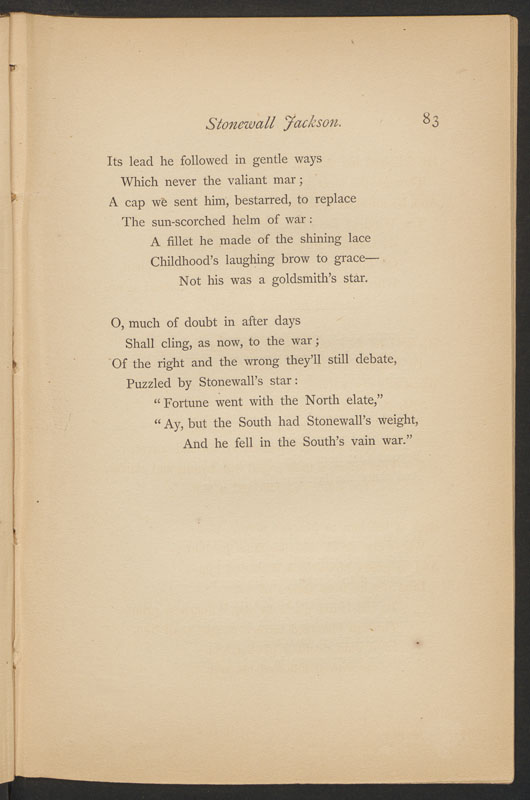 Stonewall Jackson. 83
Its lead he followed in gentle ways
Which never the valiant mar;
A cap we sent him, bestarred, to replace
The sun-scorched helm of war:
A fillet he made of the shining lace
Childhood's laughing brow to grace—
Not his was a goldsmith's star.
O, much of doubt in after days
Shall cling, as now, to the war;
Of the right and the wrong they'll still debate,
Puzzled by Stonewall's star:
“Fortune went with the North elate,”
“Ay, but the South had Stonewall's weight,
And he fell in the South's vain war.”